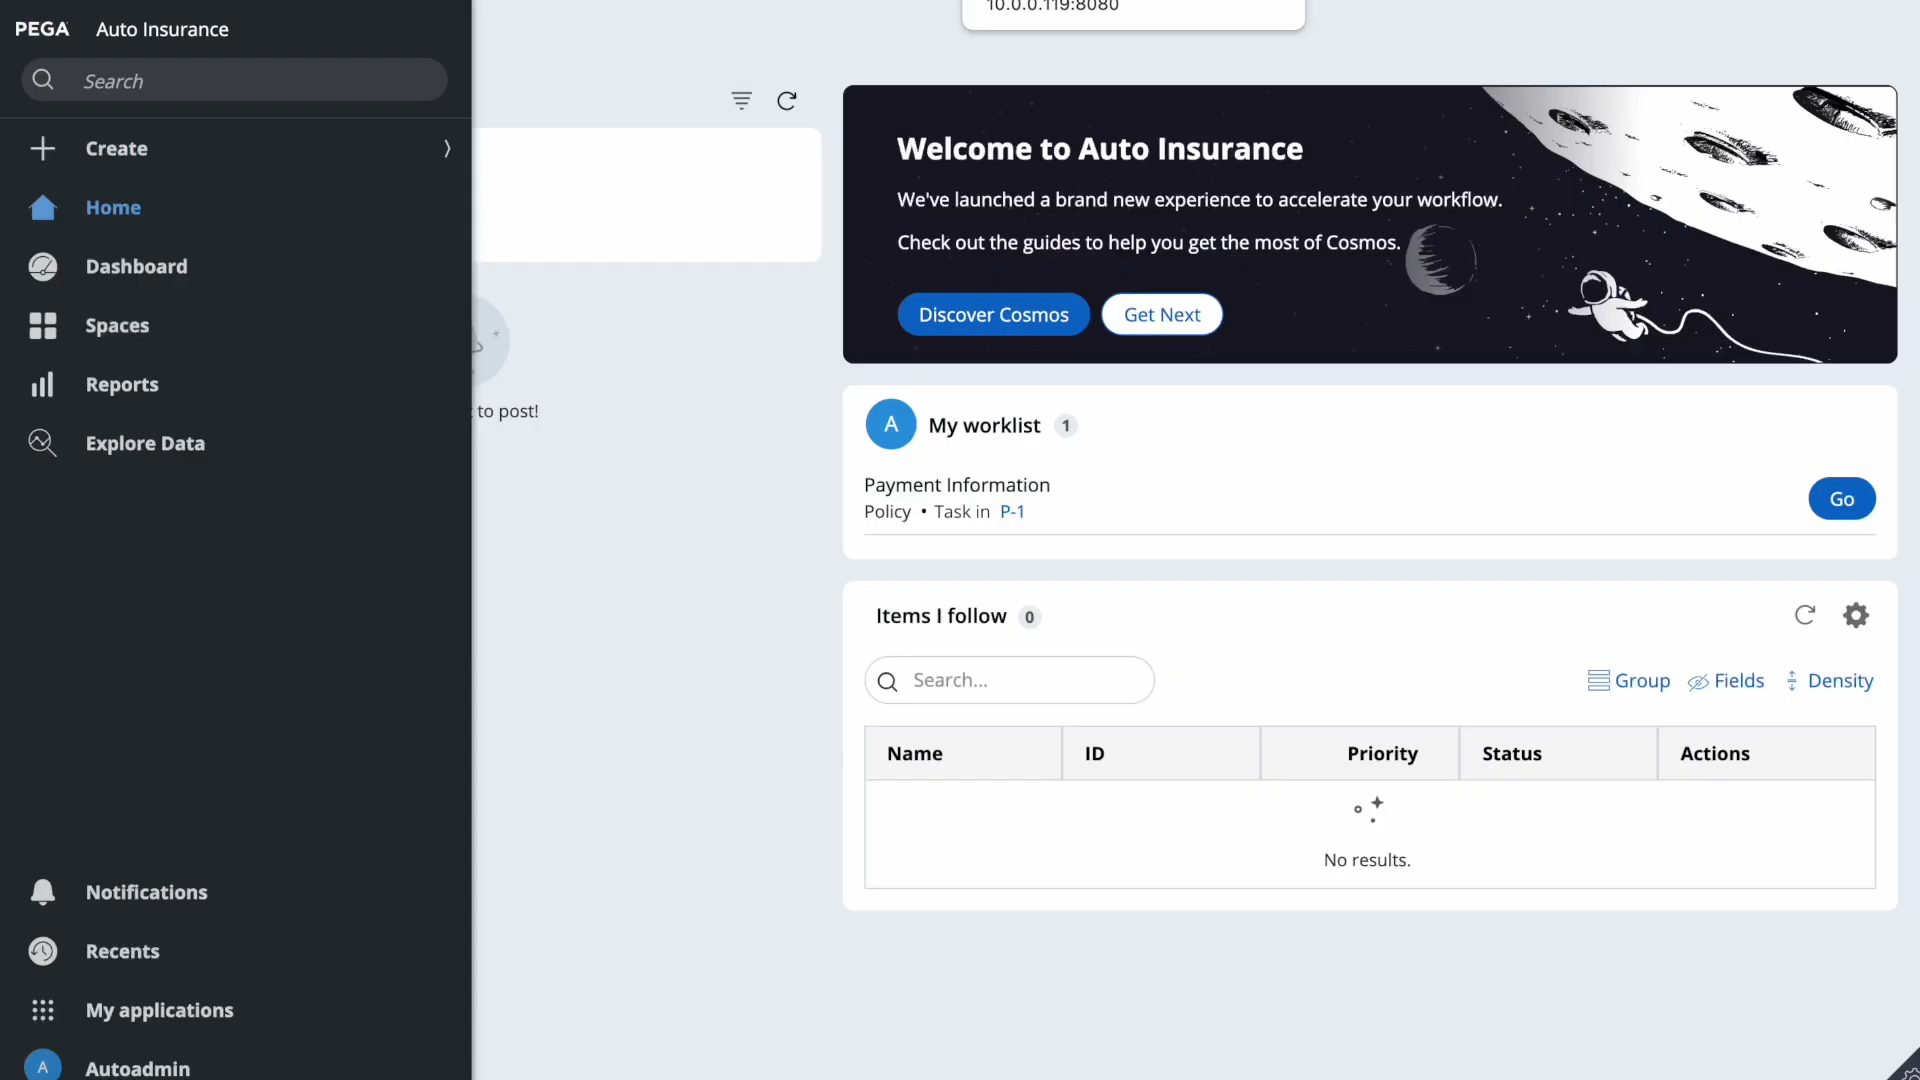 PEGA Auto Insurance
Search
Create
Home
Dashboard
Spaces
Reports
Explore Data
Notifications
Recents
My applications
A Autoadmin
10.0.0.119:8080
to post!
Welcome to Auto Insurance
We've launched a brand new experience to accelerate your workflow.
Check out the guides to help you get the most of Cosmos.
Discover Cosmos Get Next
A My worklist 1
Payment Information
Policy • Task in P-1
Go
Items I follow 0
Search...
Group Fields Density
Name ID Priority Status Actions
No results.